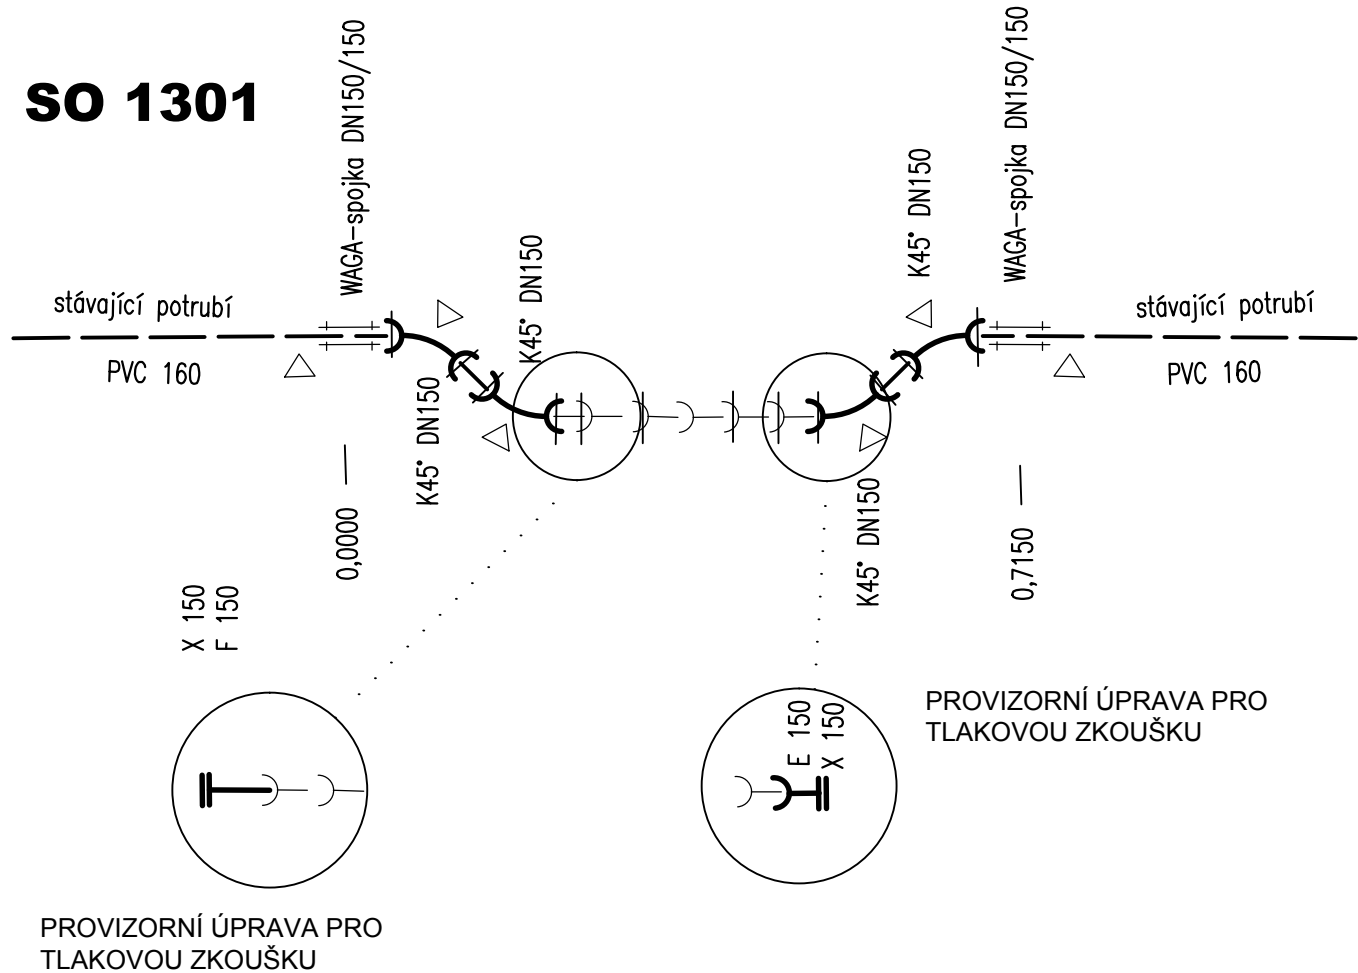 SO 1301
WAGA-spojka DN150/150
K45° DN150
K45° DN150
WAGA-spojka DN150/150
K45° DN150
stávající potrubí
PVC 160
stávající potrubí
PVC 160
K45° DN150
0,0000
K45° DN150
0,7150
X 150
F 150
E 150
X 150
PROVIZORNÍ ÚPRAVA PRO
TLAKOVOU ZKOUŠKU
PROVIZORNÍ ÚPRAVA PRO
TLAKOVOU ZKOUŠKU